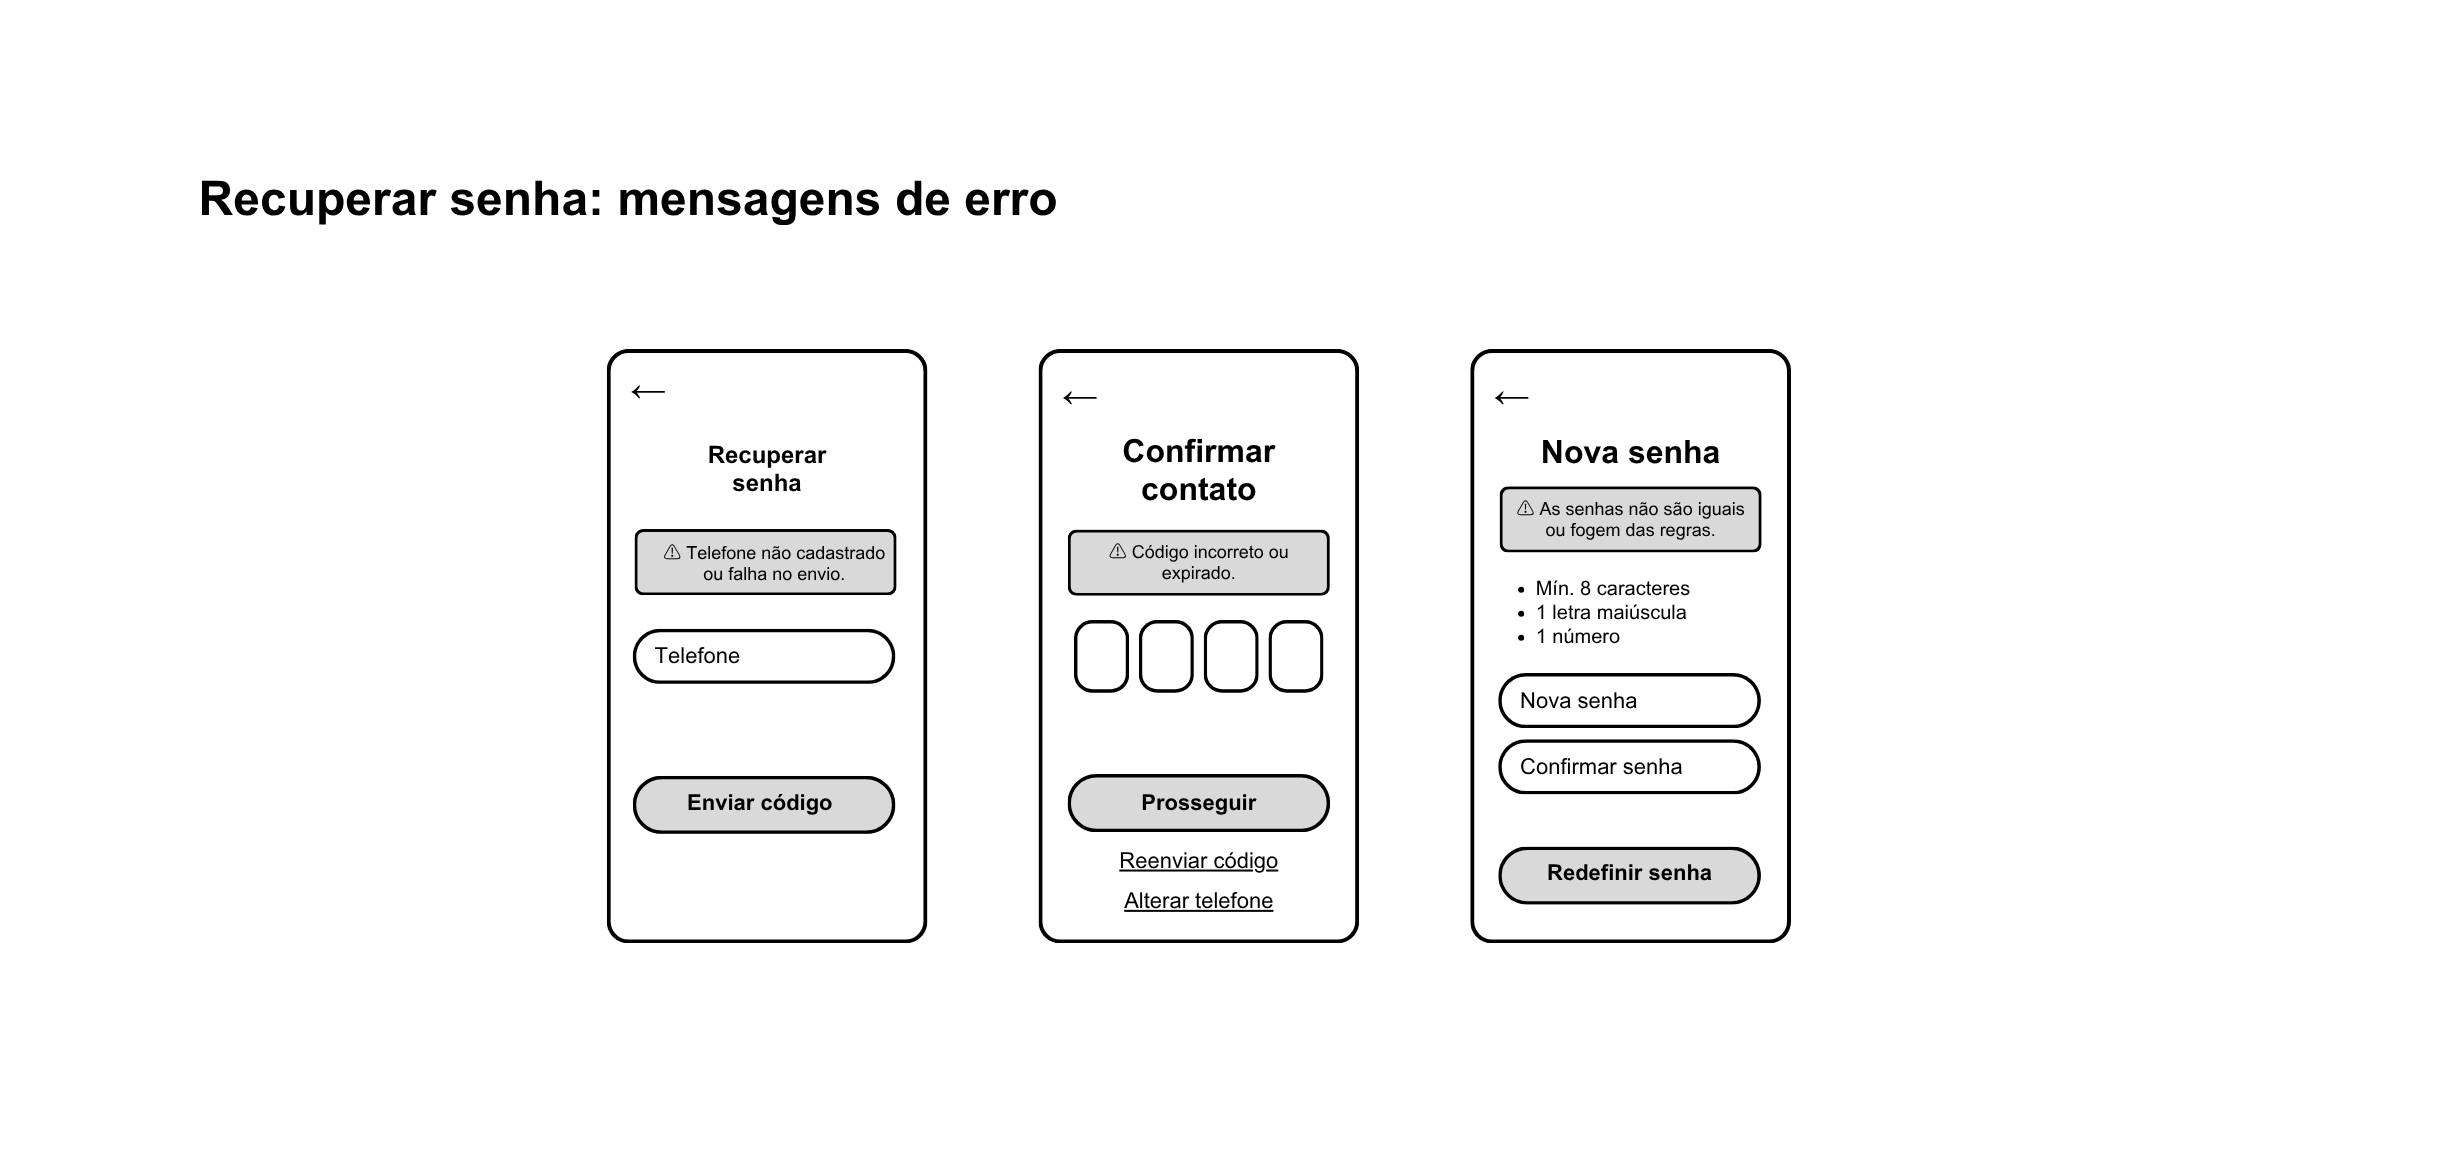 Recuperar senha: mensagens de erro
←
Recuperar
senha
⚠ Telefone não cadastrado
ou falha no envio.
Telefone
Enviar código
←
Confirmar
contato
⚠ Código incorreto ou
expirado.
Prosseguir
Reenviar código
Alterar telefone
←
Nova senha
⚠ As senhas não são iguais
ou fogem das regras.
• Mín. 8 caracteres
• 1 letra maiúscula
• 1 número
Nova senha
Confirmar senha
Redefinir senha